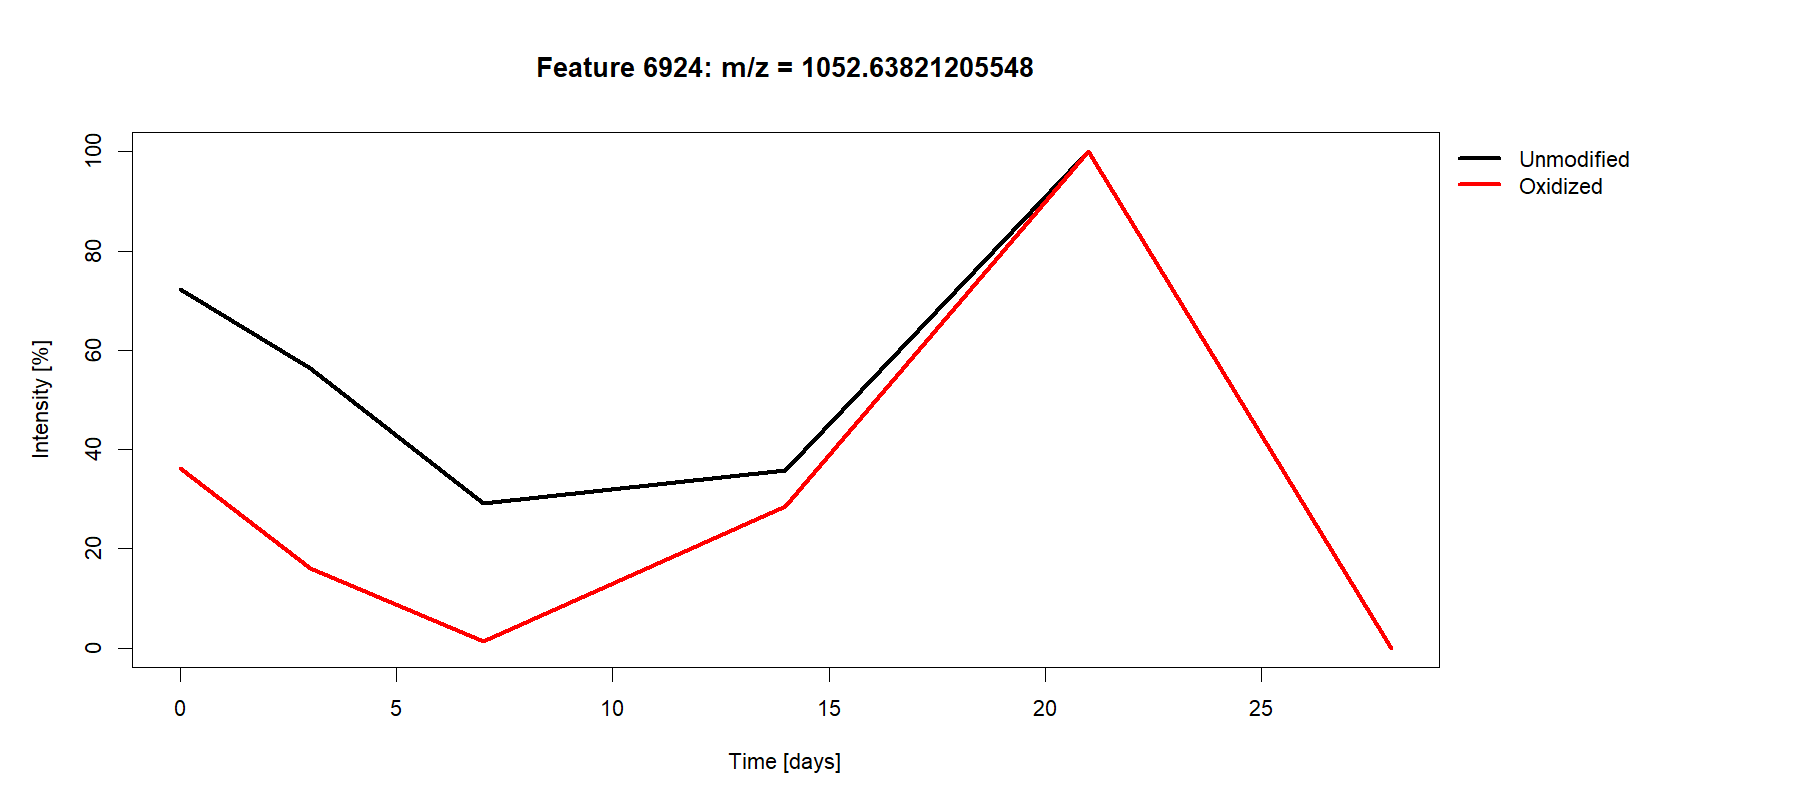 Feature 6924: m/z = 1052.63821205548
Unmodified
Oxidized
Intensity [%]
100
80
60
40
20
0
0 5 10 15 20 25
Time [days]